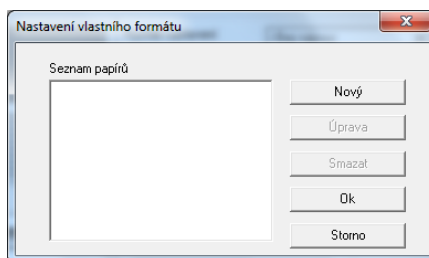 Nastavení vlastního formátu
Seznam papírů
Nový
Úprava
Smazat
Ok
Storno